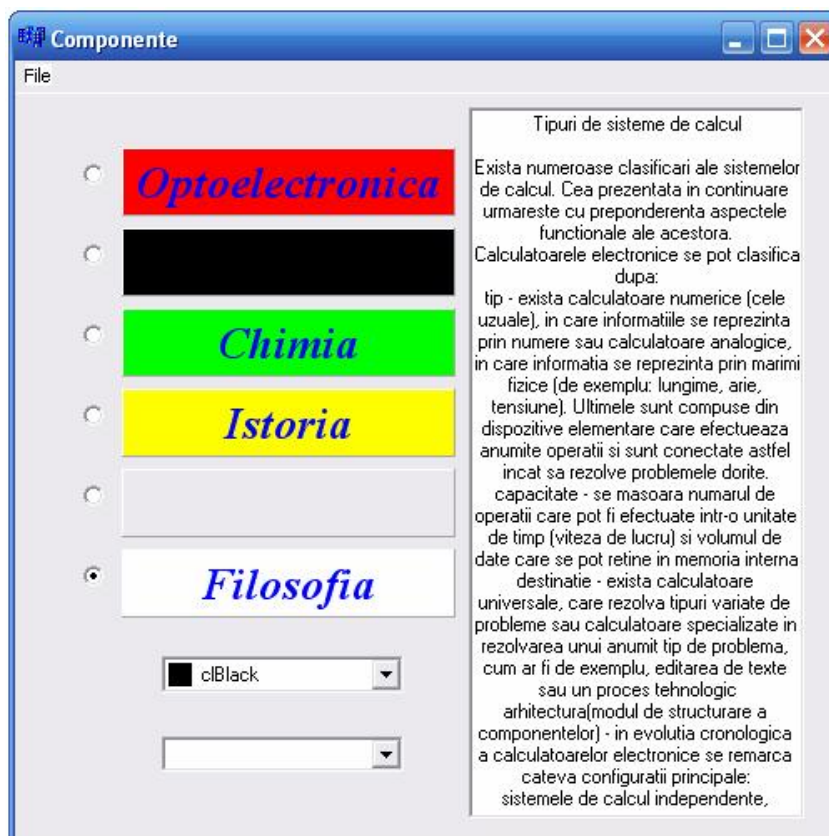 Componente
File
Optoelectronica
Chimia
Istoria
Filosofia
clBlack
Tipuri de sisteme de calcul
Exista numeroase clasificari ale sistemelor
de calcul. Cea prezentata in continuare
urmareste cu preponderenta aspectele
functionale ale acestora.
Calculatoarele electronice se pot clasifica
dupa:
tip - exista calculatoare numerice (cele
uzuale), in care informatiile se reprezinta
prin numere sau calculatoare analogice,
in care informatia se reprezinta prin marimi
fizice (de exemplu: lungime, arie,
tensiune). Ultimele sunt compuse din
dispozitive elementare care efectueaza
anumite operatii si sunt conectate astfel
incat sa rezolve problemele dorite.
capacitate - se masoara numarul de
operatii care pot fi efectuate intr-o unitate
de timp (viteza de lucru) si volumul de
date care se pot retine in memoria interna
destinatie - exista calculatoare
universale, care rezolva tipuri variate de
probleme sau calculatoare specializate in
rezolvarea unui anumit tip de problema,
cum ar fi de exemplu, editarea de texte
sau un proces tehnologic
arhitectura(modul de structurare a
componentelor) - in evolutia cronologica
a calculatoarelor electronice se remarca
cateva configuratii principale:
sistemele de calcul independente,